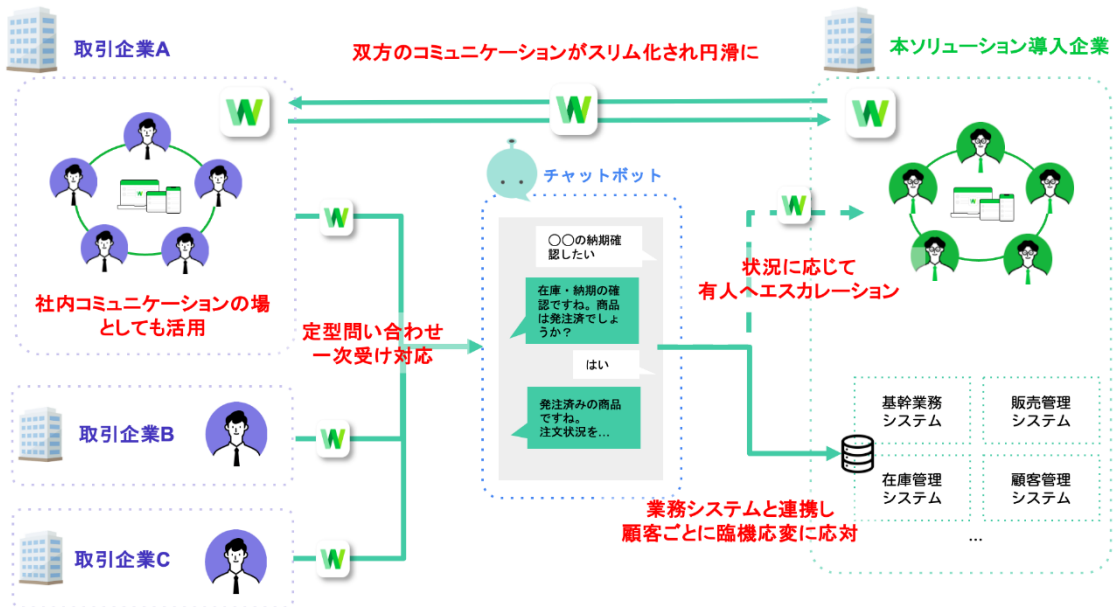 取引企業A
双方のコミュニケーションがスリム化され円滑に
本ソリューション導入企業
チャットボット
〇〇の納期確
認したい
在庫・納期の確
認ですね。商品
は発注済でしょ
うか？
はい
発注済みの商品
ですね。
注文状況を...
社内コミュニケーションの場
としても活用
定型問い合わせ
一次受け対応
状況に応じて
有人へエスカレーション
取引企業B
取引企業C
基幹業務
システム
販売管理
システム
在庫管理
システム
顧客管理
システム
...
業務システムと連携し
顧客ごとに臨機応変に応対